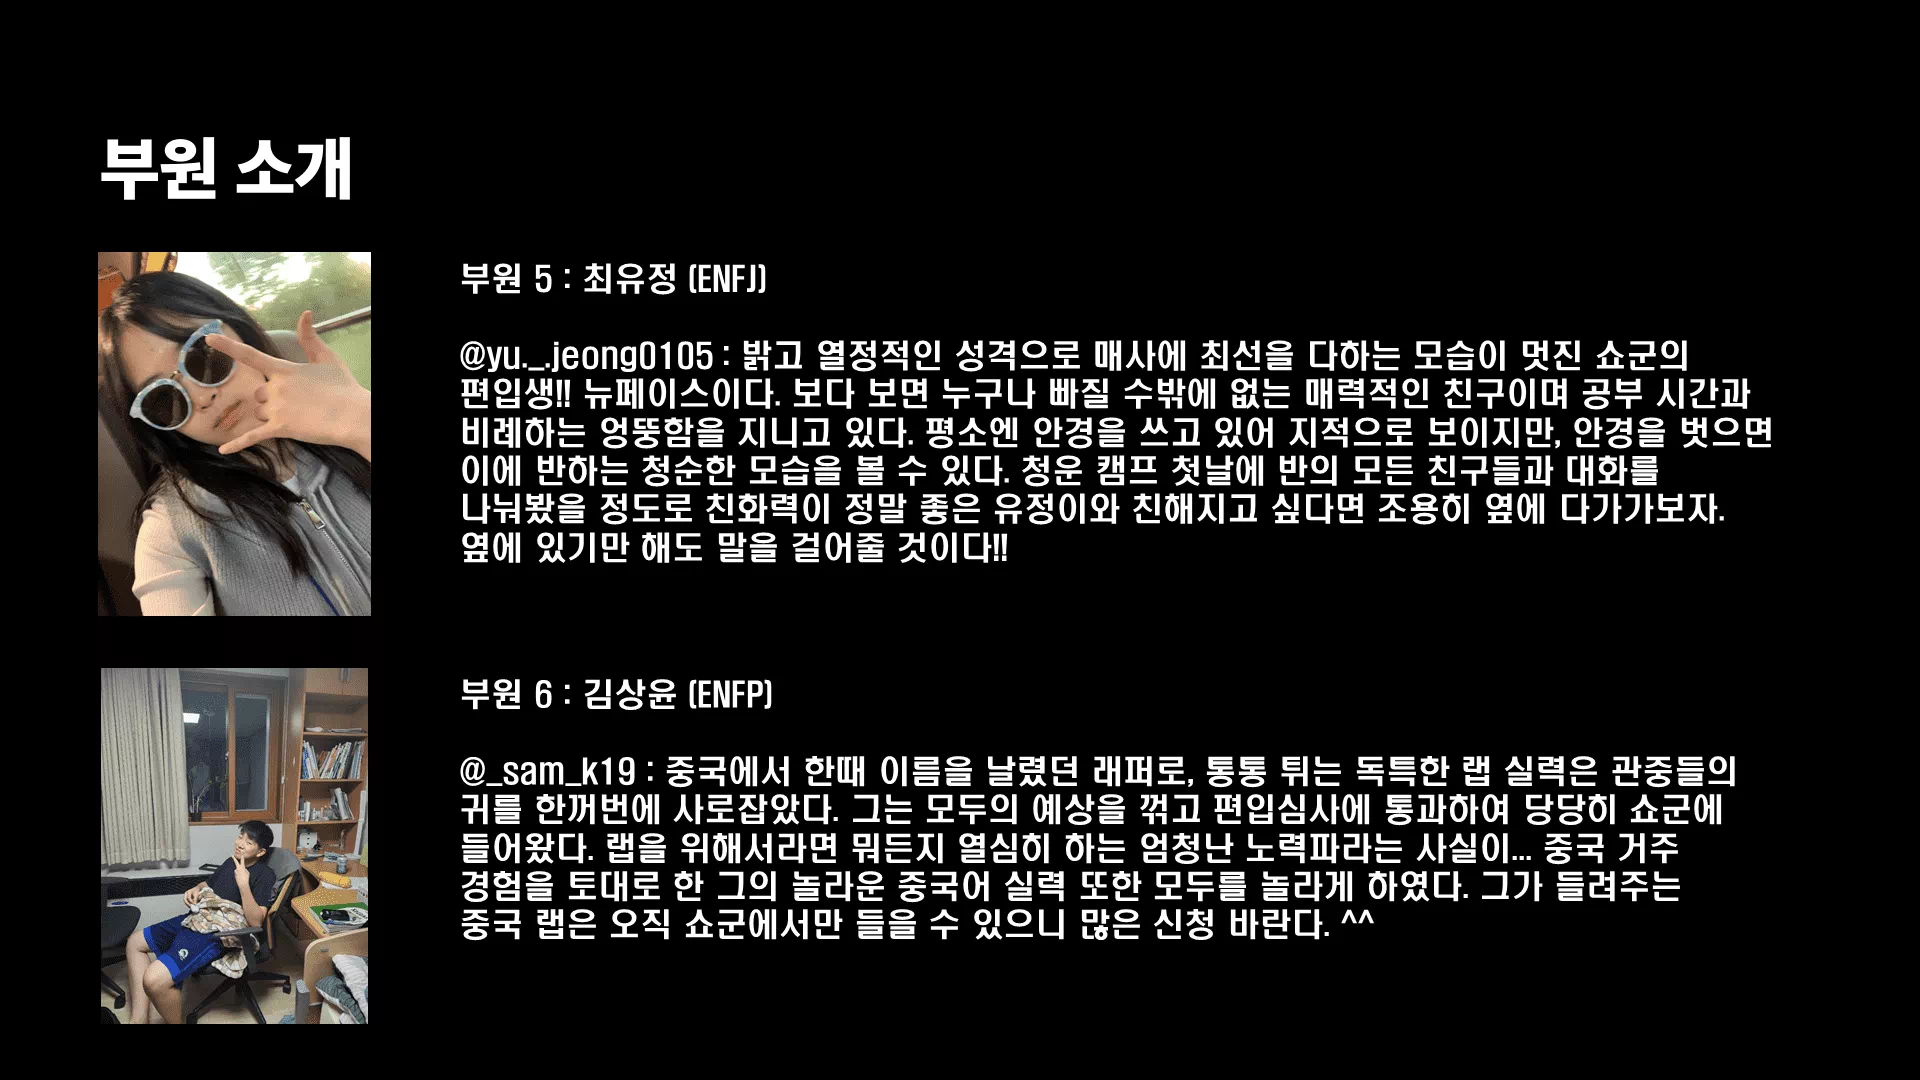 부원 소개
부원 5 : 최유정 (ENFJ)
@yu._.jeong0105 : 밝고 열정적인 성격으로 매사에 최선을 다하는 모습이 멋진 쇼군의
편입생!! 뉴페이스이다. 보다 보면 누구나 빠질 수밖에 없는 매력적인 친구이며 공부 시간과
비례하는 엉뚱함을 지니고 있다. 평소엔 안경을 쓰고 있어 지적으로 보이지만, 안경을 벗으면
이에 반하는 청순한 모습을 볼 수 있다. 청운 캠프 첫날에 반의 모든 친구들과 대화를
나눠봤을 정도로 친화력이 정말 좋은 유정이와 친해지고 싶다면 조용히 옆에 다가가보자.
옆에 있기만 해도 말을 걸어줄 것이다!!
부원 6 : 김상윤 (ENFP)
@_sam_k19 : 중국에서 한때 이름을 날렸던 래퍼로, 통통 튀는 독특한 랩 실력은 관중들의
귀를 한꺼번에 사로잡았다. 그는 모두의 예상을 꺾고 편입심사에 통과하여 당당히 쇼군에
들어왔다. 랩을 위해서라면 뭐든지 열심히 하는 엄청난 노력파라는 사실이... 중국 거주
경험을 토대로 한 그의 놀라운 중국어 실력 또한 모두를 놀라게 하였다. 그가 들려주는
중국 랩은 오직 쇼군에서만 들을 수 있으니 많은 신청 바란다. ^^